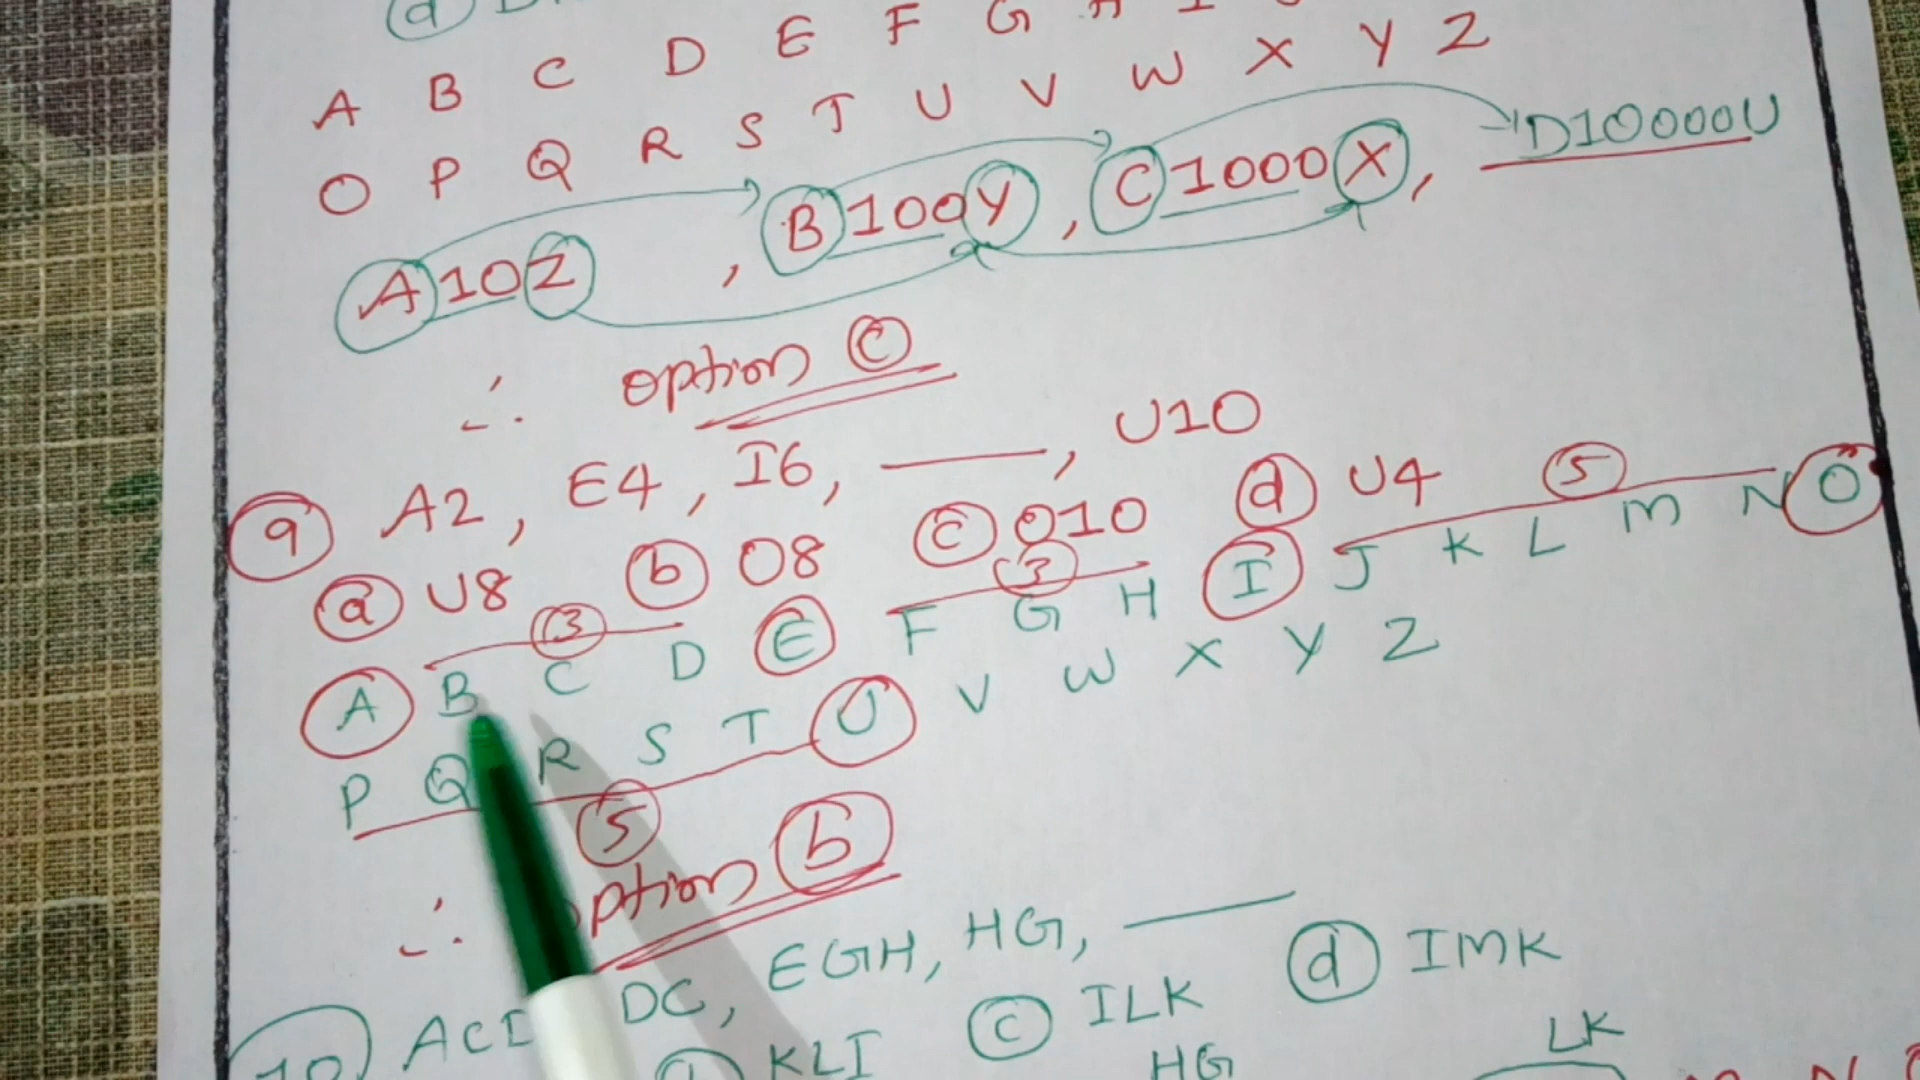 A B C D E F G H I
O P Q R S T U V W X Y Z
A10Z , B100Y , C1000X , D10000U
∴ option (C)
(9) A2, E4, I6, ____, U10
(a) U8 (b) O8 (c) O10 (d) U4
(3) (3) (5)
(A) B C D (E) F G H (I) J K L M N (O)
P Q R S T (U) V W X Y Z
(5)
∴ option (b)
DC, EGH, HG, ____
KLI (c) ILK (d) IMK
HG LK